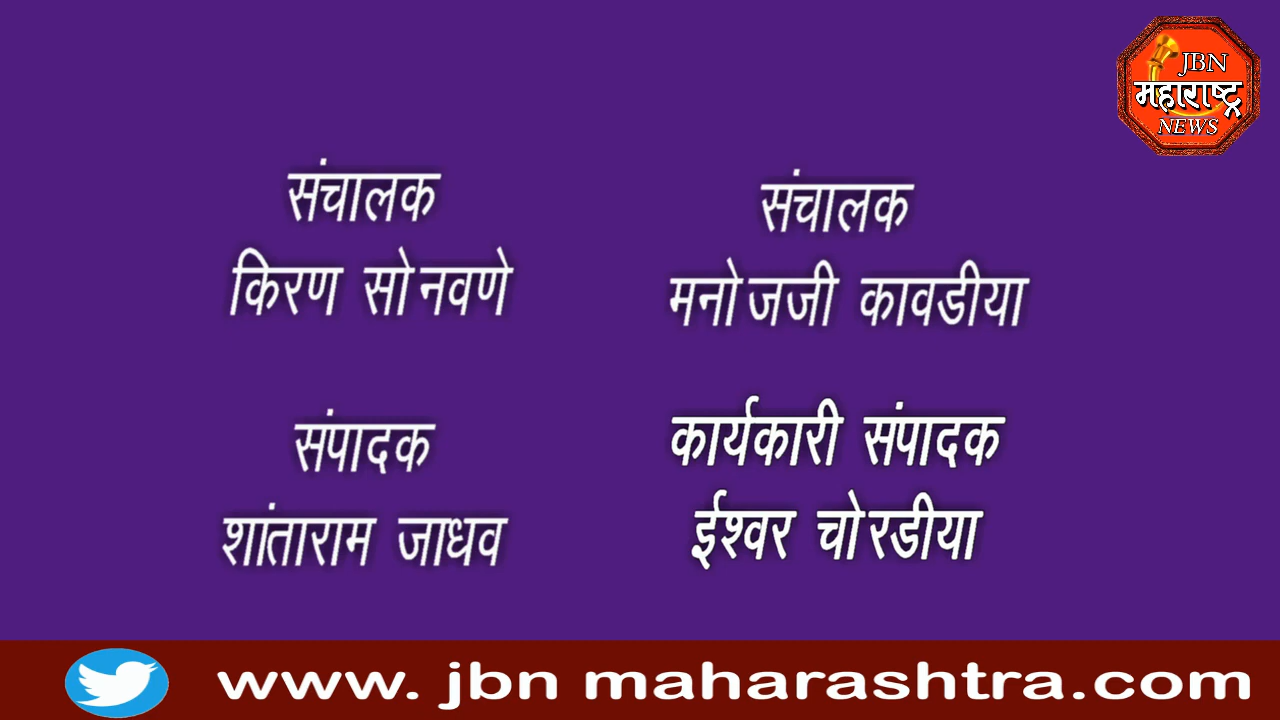 JBN
महाराष्ट्र
NEWS
संचालक
किरण सोनवणे
संचालक
मनोजजी कावडीया
संपादक
शांताराम जाधव
कार्यकारी संपादक
ईश्वर चोरडीया
www. jbn maharashtra.com